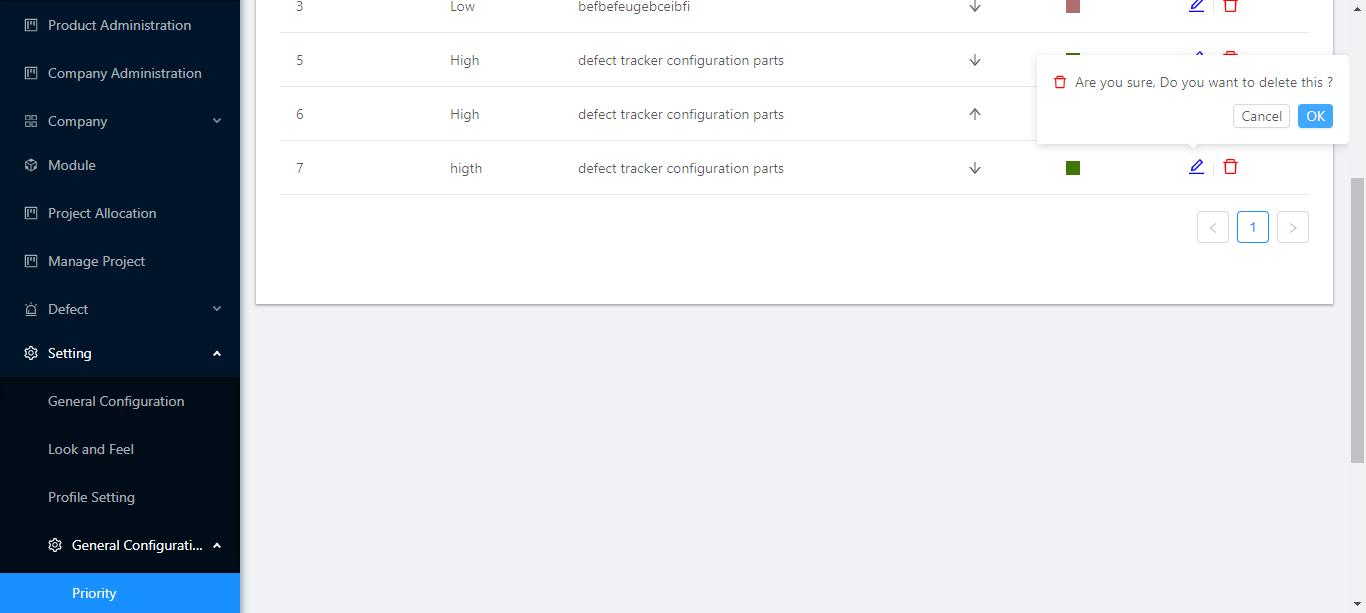 Product Administration
Company Administration
Company
Module
Project Allocation
Manage Project
Defect
Setting
General Configuration
Look and Feel
Profile Setting
General Configurati...
Priority
3 Low befbefeugebceibfi
5 High defect tracker configuration parts
6 High defect tracker configuration parts
7 higth defect tracker configuration parts
Are you sure, Do you want to delete this ?
Cancel OK
< 1 >